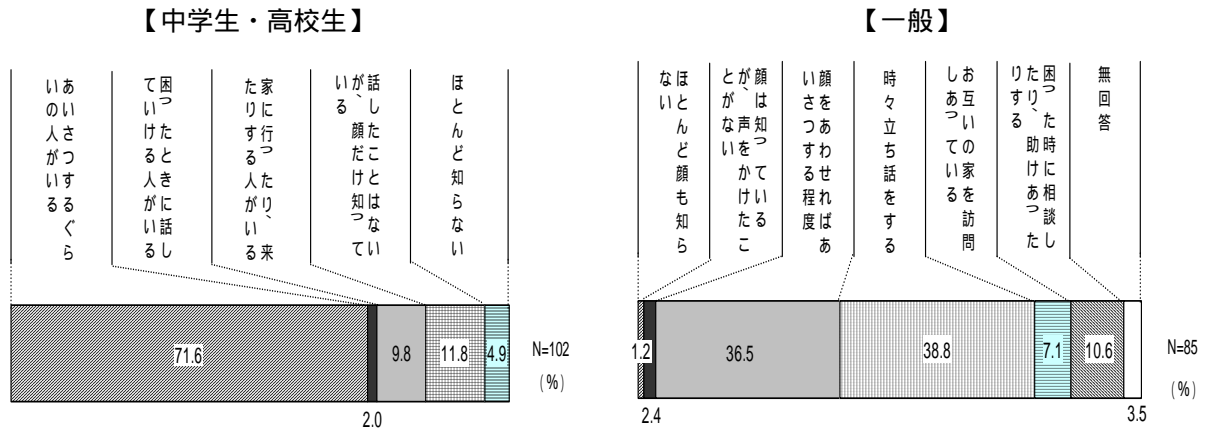 【中学生・高校生】
あいさつするぐら
いの人がいる
困ったときに話し
ていける人がいる
家に行ったり、来
たりする人がいる
話したことはない
が、顔だけ知って
いる
ほとんど知らない
71.6
2.0
9.8
11.8
4.9
N=102
(%)
【一般】
ほとんど顔も知ら
ない
顔は知っている
が、声をかけたこ
とがない
顔をあわせればあ
いさつする程度
時々立ち話をする
お互いの家を訪問
しあっている
困った時に相談し
たり、助けあった
りする
無回答
1.2
2.4
36.5
38.8
7.1
10.6
3.5
N=85
(%)